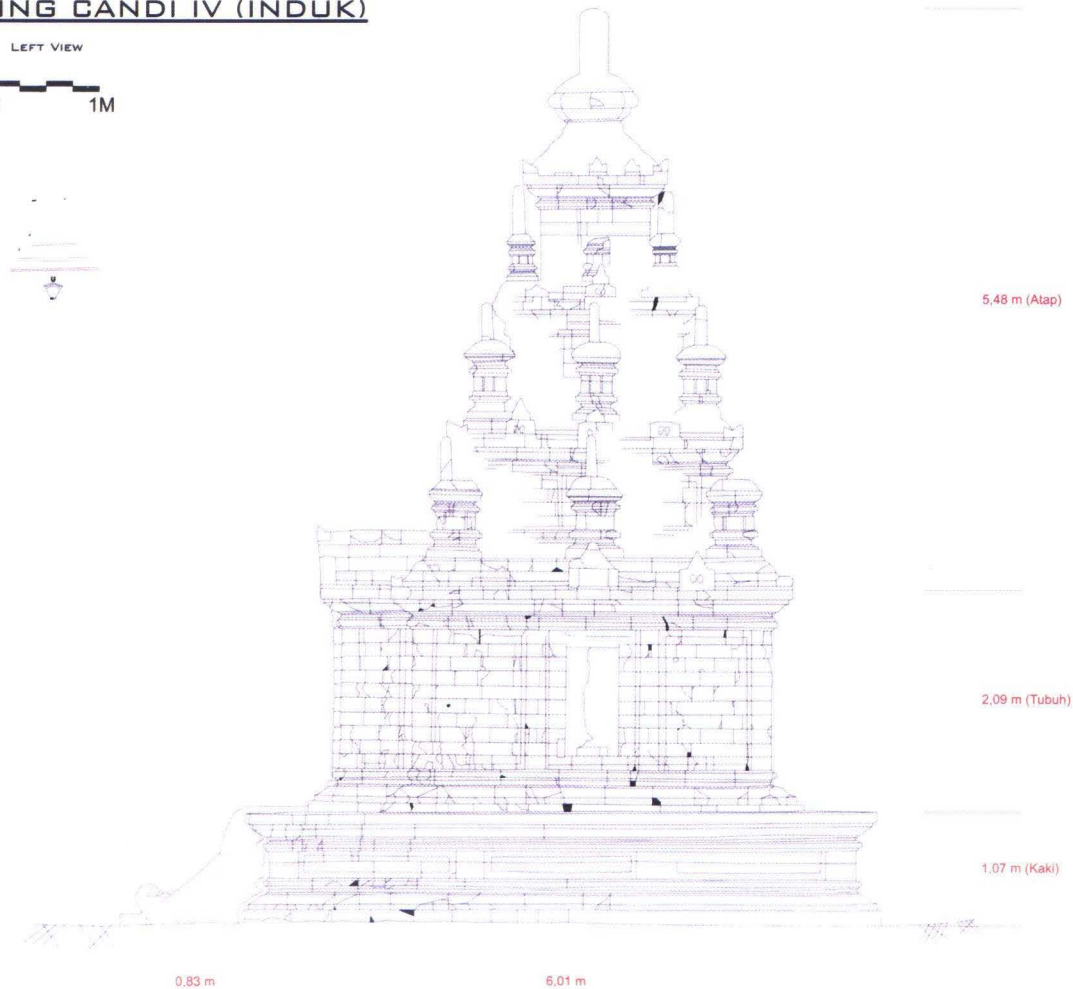 CANDI IV (INDUK)
LEFT VIEW
1M
5,48 m (Atap)
2,09 m (Tubuh)
1,07 m (Kaki)
0,83 m
6,01 m